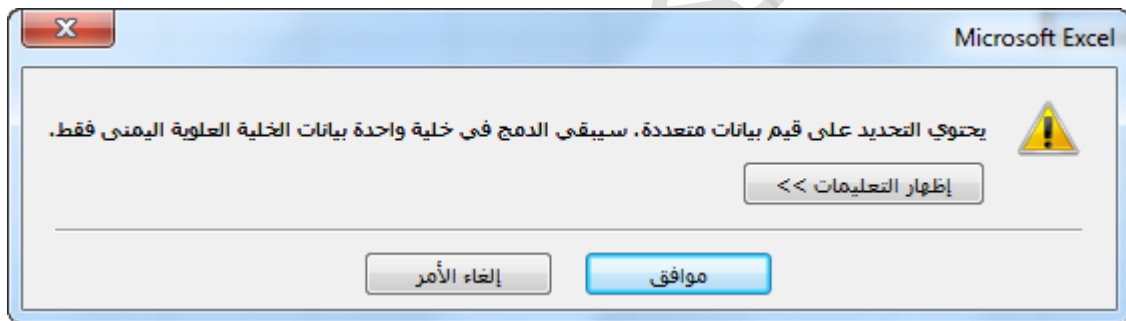 Microsoft Excel
يحتوي التحديد على قيم بيانات متعددة. سيبقي الدمج في خلية واحدة بيانات الخلية العلوية اليمنى فقط.
إظهار التعليمات >>
موافق
إلغاء الأمر